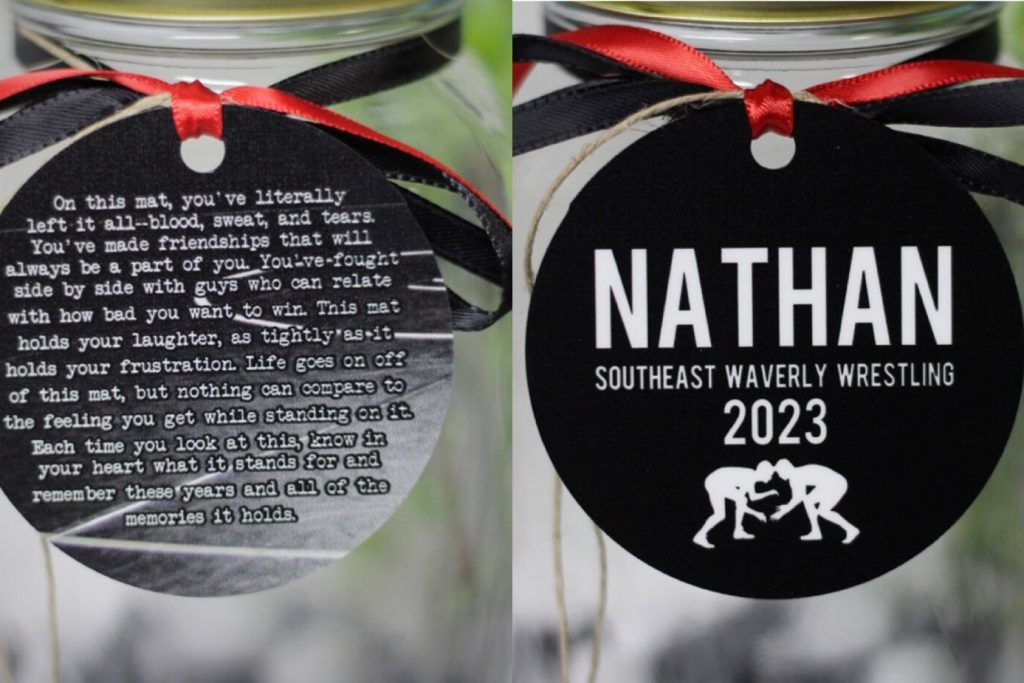 On this mat, you've literally
left it all--blood, sweat, and tears.
You've made friendships that will
always be a part of you. You've fought
side by side with guys who can relate
with how bad you want to win. This mat
holds your laughter, as tightly as it
holds your frustration. Life goes on off
of this mat, but nothing can compare to
the feeling you get while standing on it.
Each time you look at this, know in
your heart what it stands for and
remember these years and all of the
memories it holds.
NATHAN
SOUTHEAST WAVERLY WRESTLING
2023